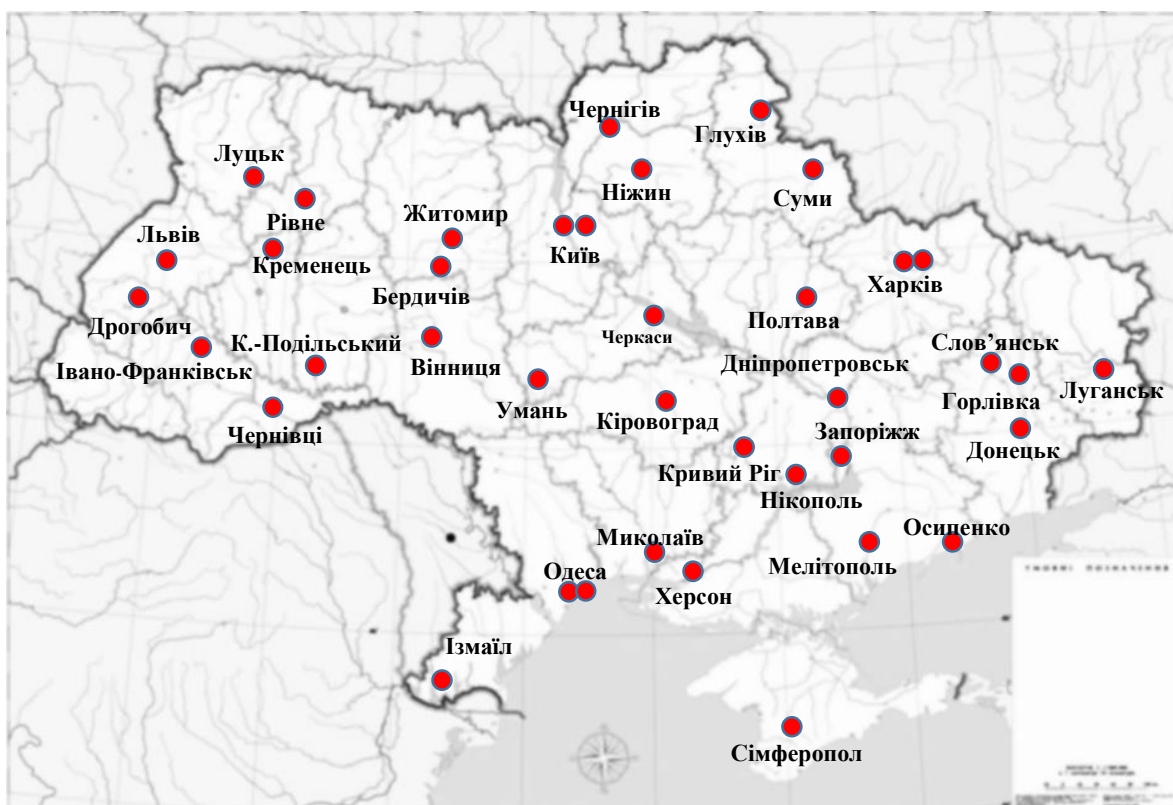 Чернігів
Глухів
Луцьк
Ніжин
Суми
Рівне
Житомир
Львів
Київ
Кременець
Харків
Бердичів
Дрогобич
Полтава
Черкаси
К.-Подільський
Слов’янськ
Вінниця
Дніпропетровськ
Івано-Франківськ
Луганськ
Горлівка
Умань
Кіровоград
Чернівці
Запоріжж
Донецьк
Кривий Ріг
Нікополь
Осипенко
Миколаїв
Мелітополь
Одеса
Херсон
УМОВНІ ПОЗНАЧЕННЯ
Ізмаїл
Сімферопол